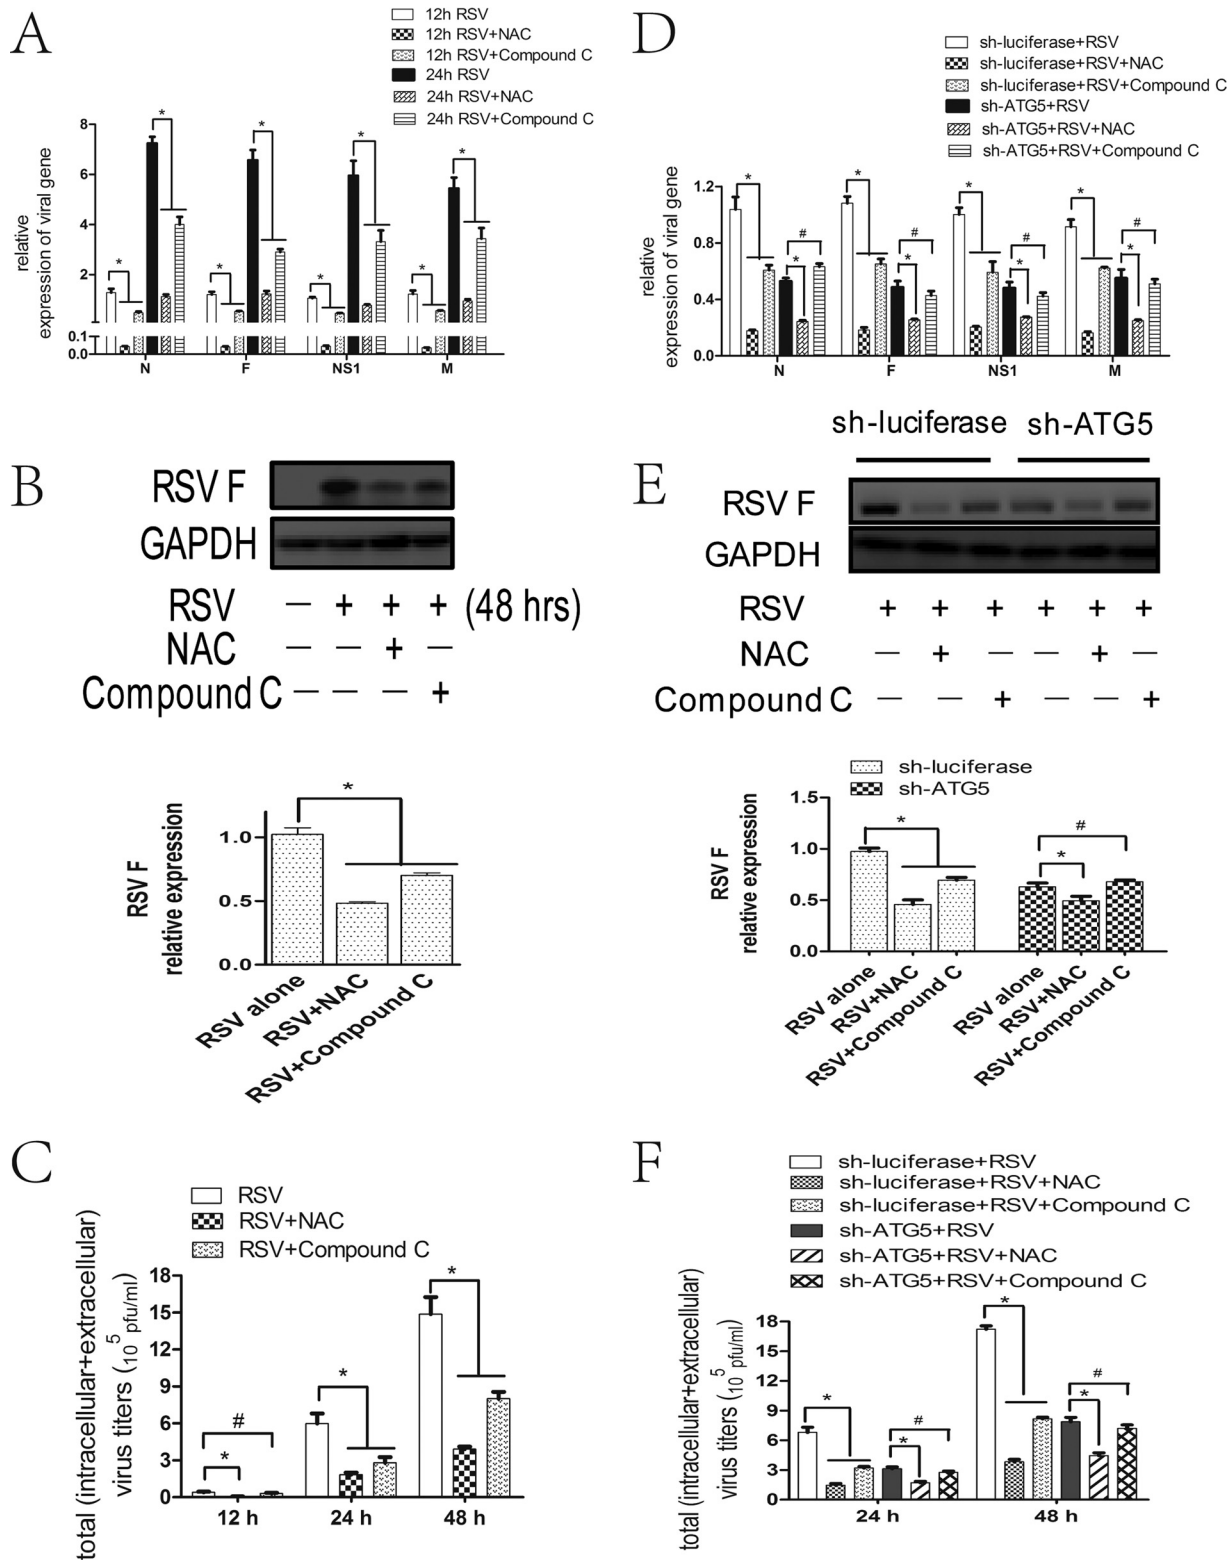 A
12h RSV
12h RSV+NAC
12h RSV+Compound C
24h RSV
24h RSV+NAC
24h RSV+Compound C
relative
expression of viral gene
8
6
4
2
0.1
0.0
* * * *
* * * *
N F NS1 M
B
RSV F
GAPDH
RSV — + + + (48 hrs)
NAC — — + —
Compound C — — — +
RSV F
relative expression
1.0
0.5
0.0
*
RSV alone
RSV+NAC
RSV+Compound C
C
RSV
RSV+NAC
RSV+Compound C
total (intracellular+extracellular)
virus titers (10^5 pfu/ml)
18
15
12
9
6
3
0
# * * *
12 h 24 h 48 h
D
sh-luciferase+RSV
sh-luciferase+RSV+NAC
sh-luciferase+RSV+Compound C
sh-ATG5+RSV
sh-ATG5+RSV+NAC
sh-ATG5+RSV+Compound C
relative
expression of viral gene
1.2
0.8
0.4
0.0
* * * *
# # # #
* * * *
N F NS1 M
sh-luciferase sh-ATG5
E
RSV F
GAPDH
RSV + + + + + +
NAC — + — — + —
Compound C — — + — — +
sh-luciferase
sh-ATG5
RSV F
relative expression
1.5
1.0
0.5
0.0
* * #
RSV alone
RSV+NAC
RSV+Compound C
RSV alone
RSV+NAC
RSV+Compound C
F
sh-luciferase+RSV
sh-luciferase+RSV+NAC
sh-luciferase+RSV+Compound C
sh-ATG5+RSV
sh-ATG5+RSV+NAC
sh-ATG5+RSV+Compound C
total (intracellular+extracellular)
virus titers (10^5 pfu/ml)
18
15
12
9
6
3
0
* * # * * #
24 h 48 h